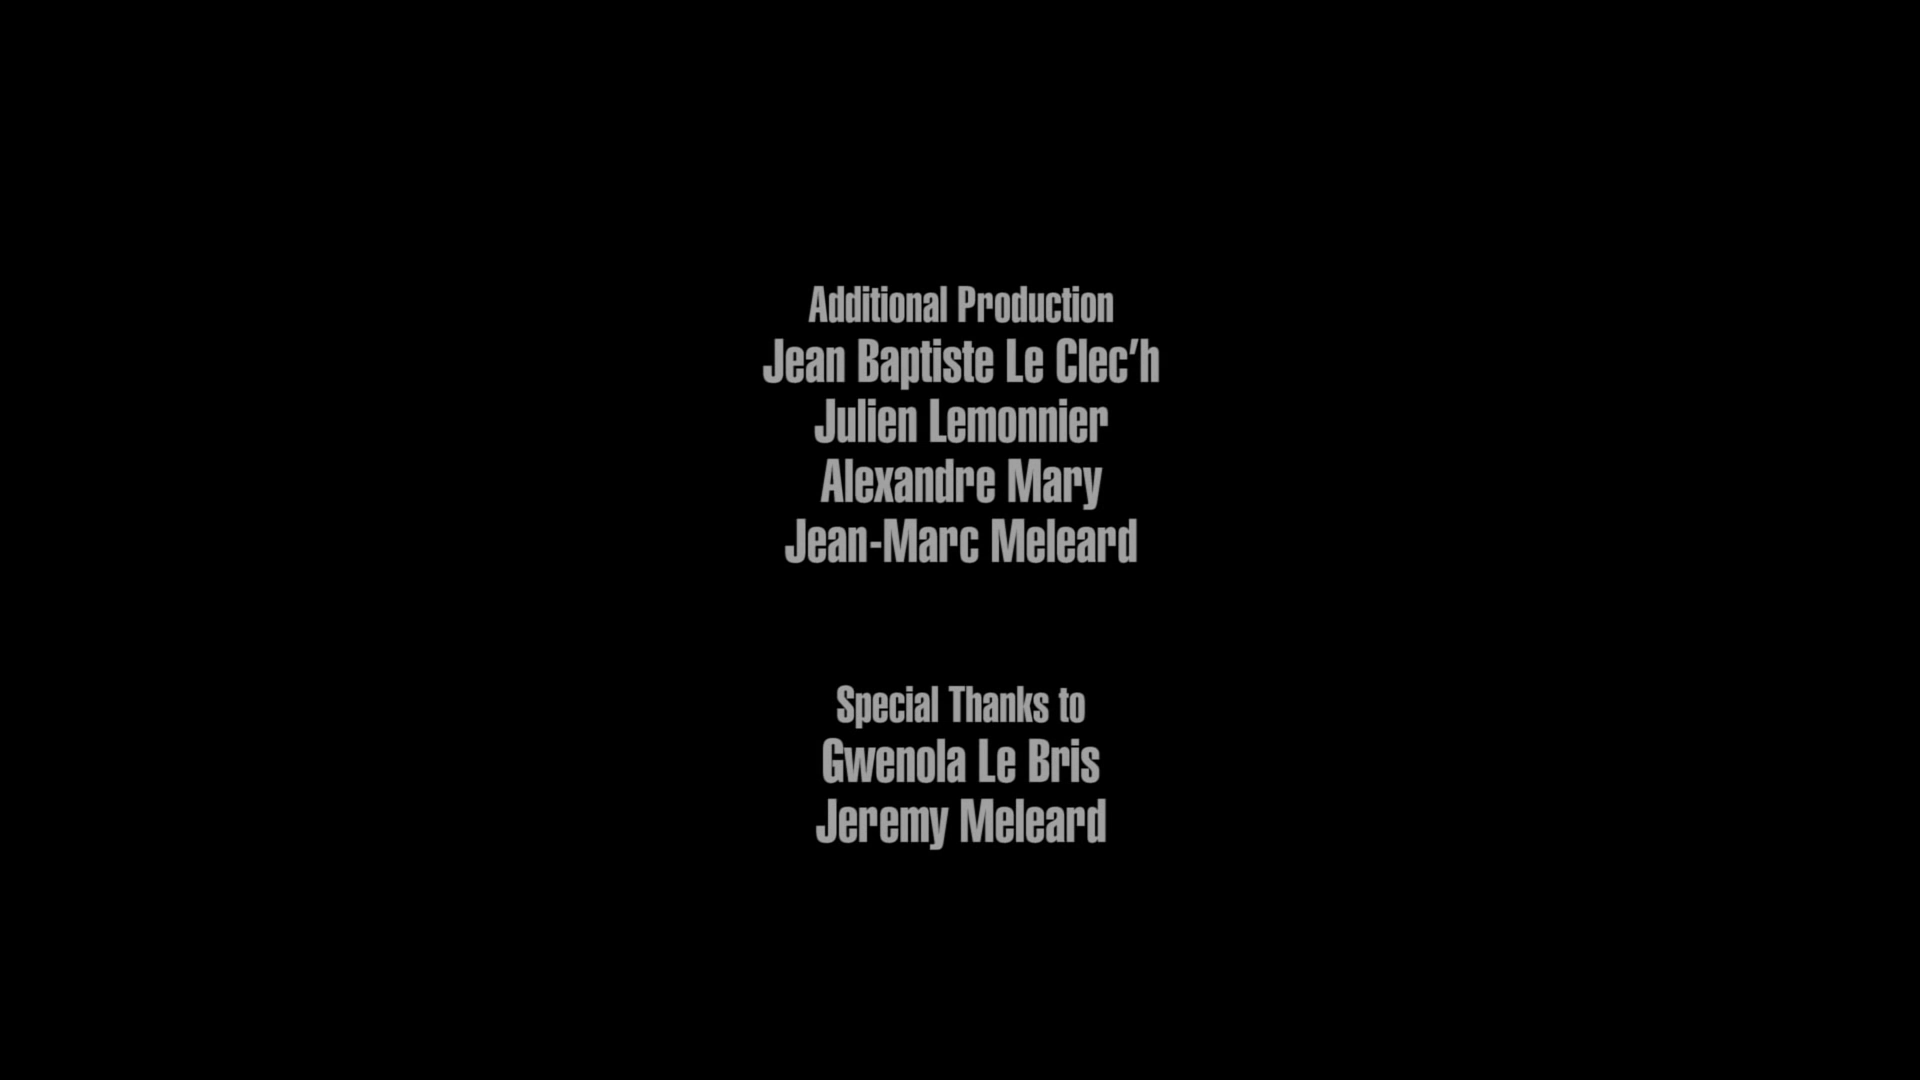 Additional Production
Jean Baptiste Le Clec’h
Julien Lemonnier
Alexandre Mary
Jean-Marc Meleard
Special Thanks to
Gwenola Le Bris
Jeremy Meleard